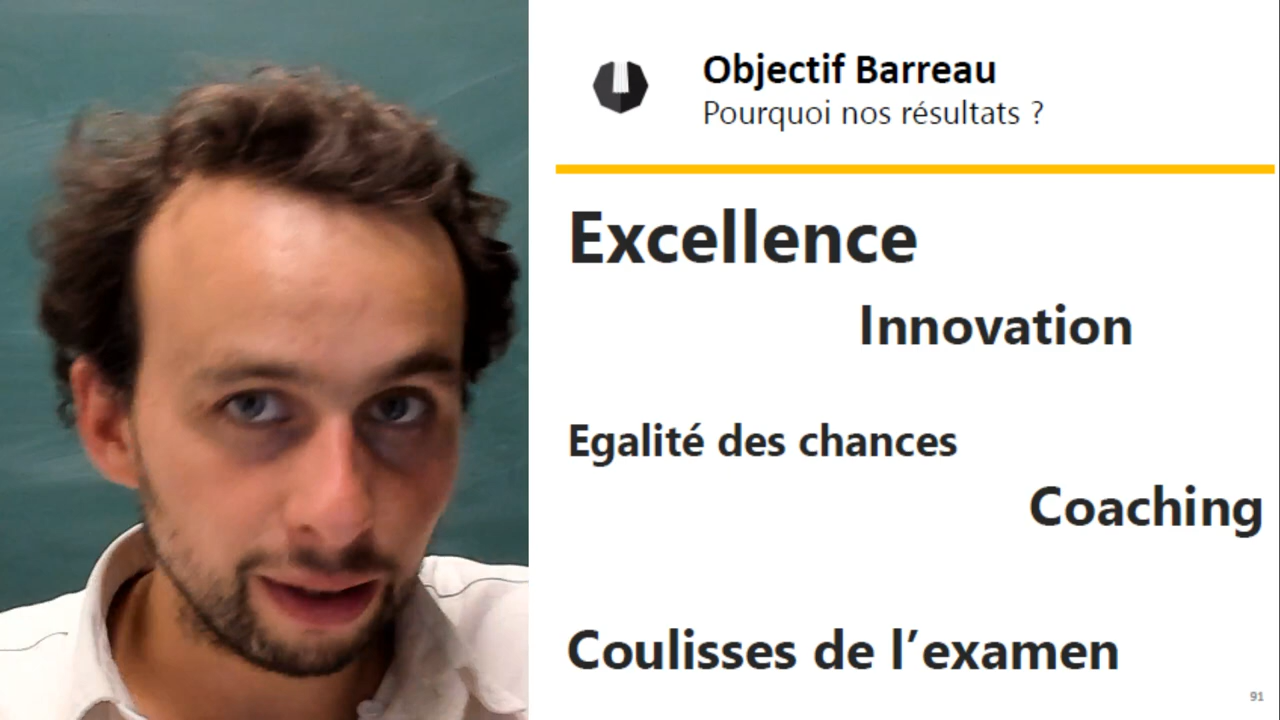 Objectif Barreau
Pourquoi nos résultats ?
Excellence
Innovation
Egalité des chances
Coaching
Coulisses de l’examen
91